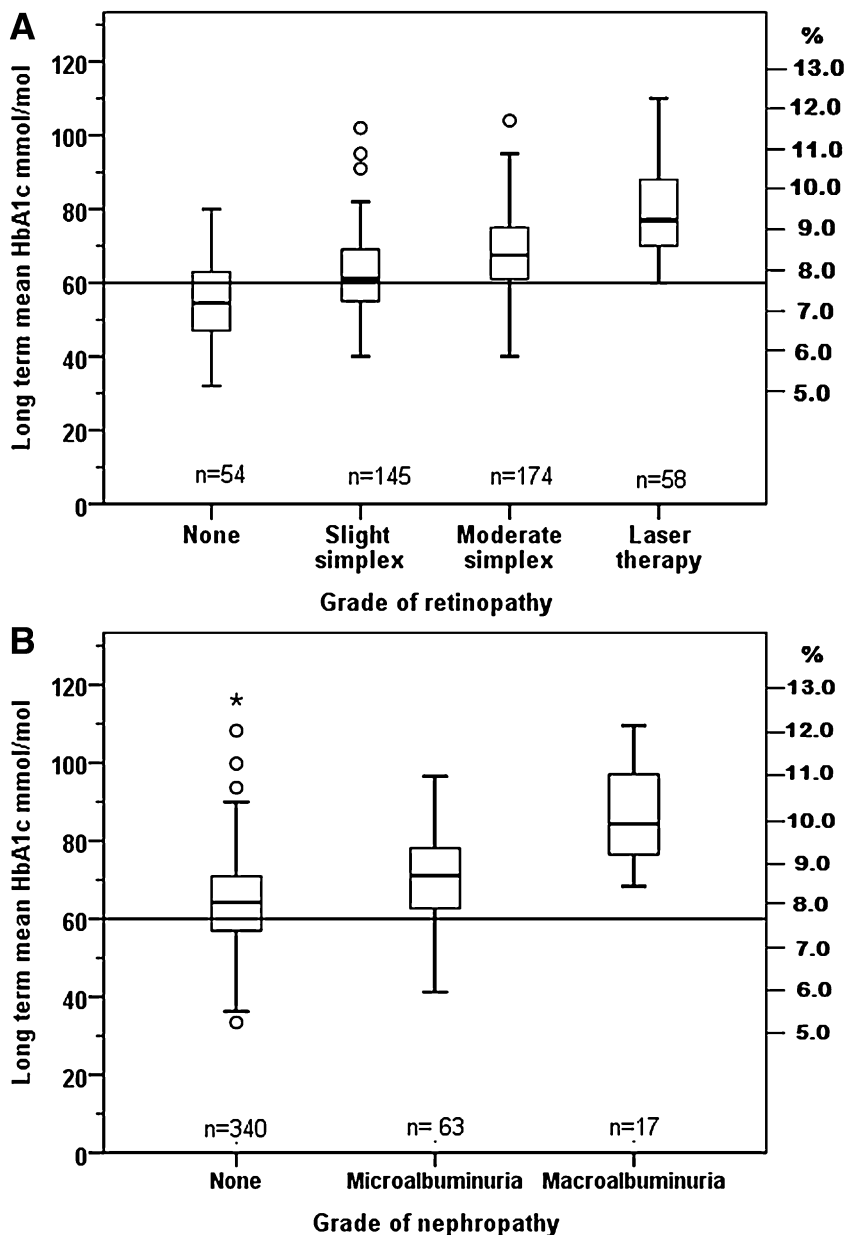 A
%
Long term mean HbA1c mmol/mol
120
100
80
60
40
20
0
13.0
12.0
11.0
10.0
9.0
8.0
7.0
6.0
5.0
n=54
n=145
n=174
n=58
None
Slight
simplex
Moderate
simplex
Laser
therapy
Grade of retinopathy
B
%
Long term mean HbA1c mmol/mol
120
100
80
60
40
20
0
13.0
12.0
11.0
10.0
9.0
8.0
7.0
6.0
5.0
n=340
n= 63
n=17
None
Microalbuminuria
Macroalbuminuria
Grade of nephropathy